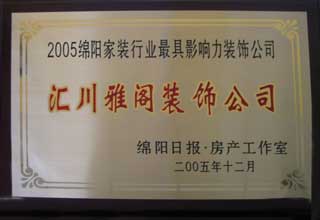 2005绵阳家装行业最具影响力装饰公司
汇川雅阁装饰公司
绵阳日报·房产工作室
二00五年十二月